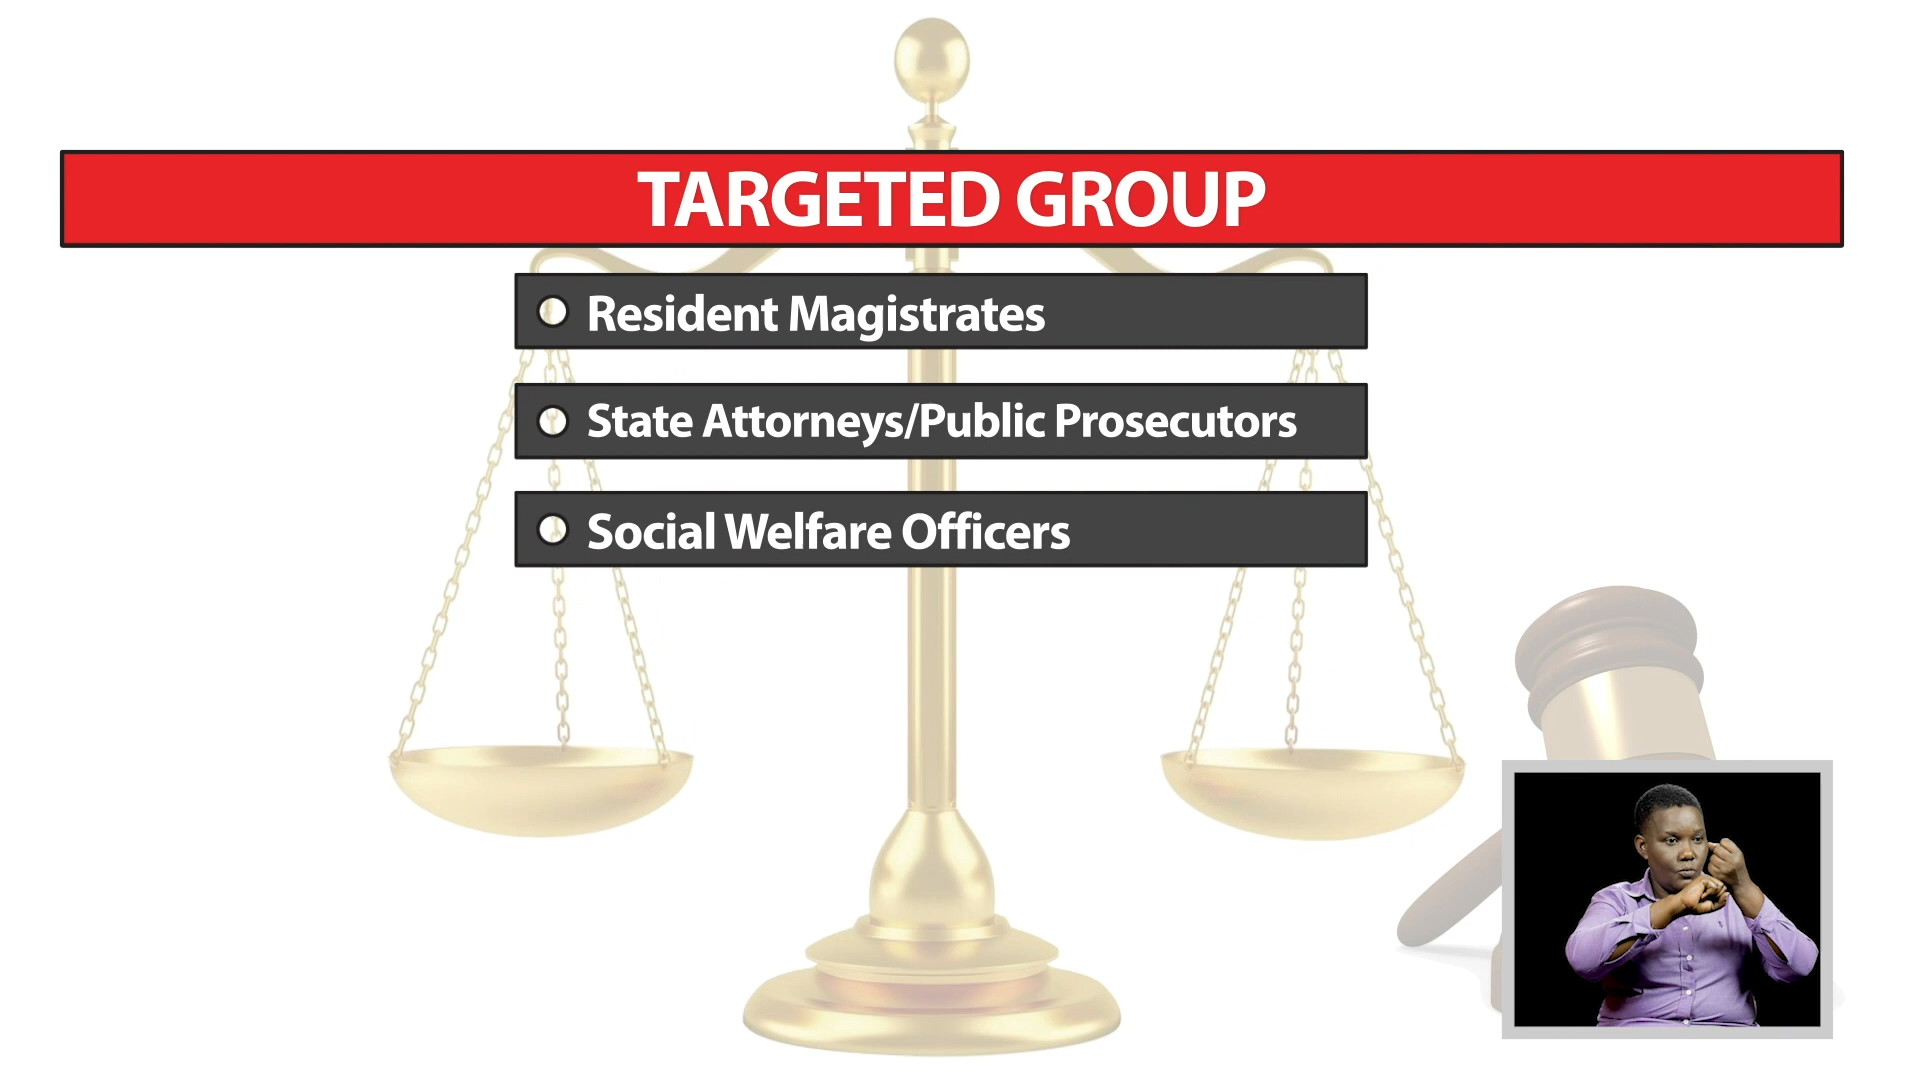 TARGETED GROUP
Resident Magistrates
State Attorneys/Public Prosecutors
Social Welfare Officers